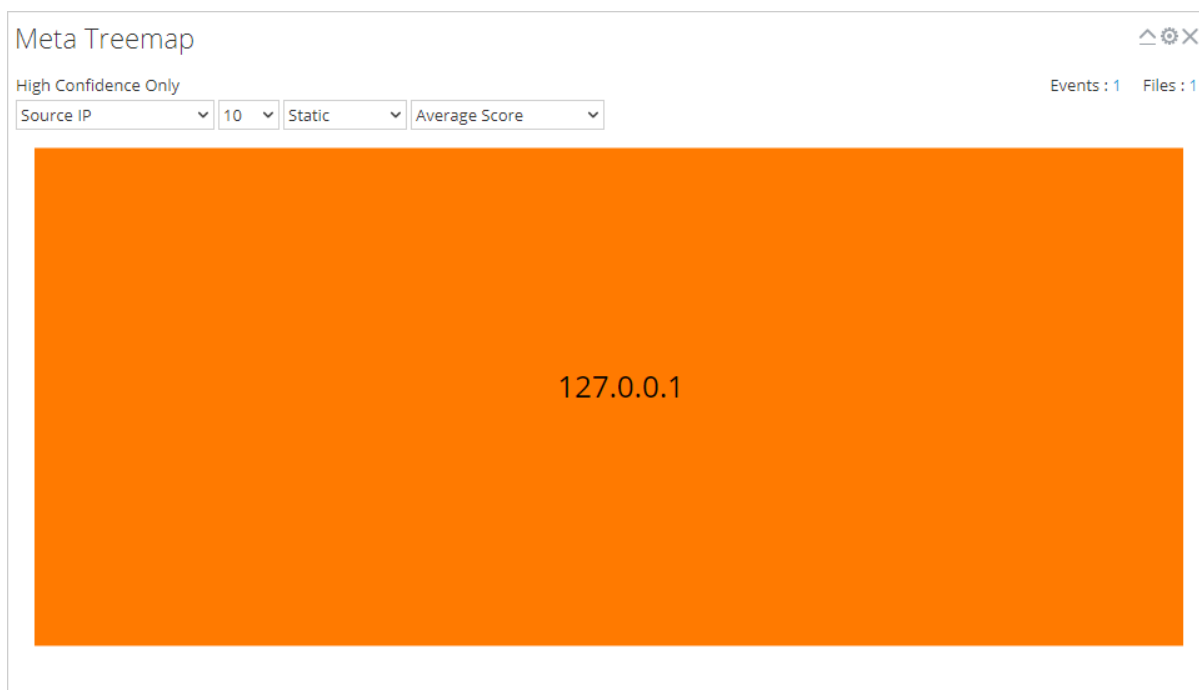 Meta Treemap
High Confidence Only
Events : 1 Files : 1
Source IP 10 Static Average Score
127.0.0.1